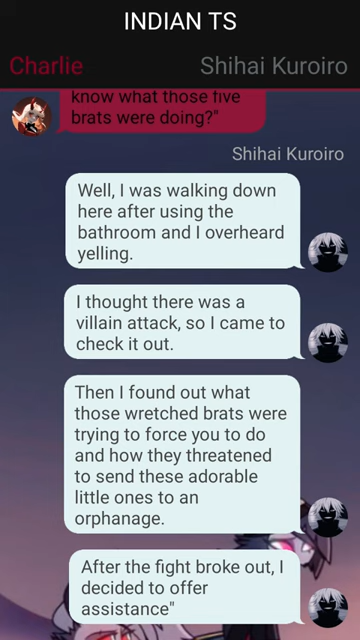 INDIAN TS
Charlie Shihai Kuroiro
know what those five
brats were doing?"
Shihai Kuroiro
Well, I was walking down
here after using the
bathroom and I overheard
yelling.
I thought there was a
villain attack, so I came to
check it out.
Then I found out what
those wretched brats were
trying to force you to do
and how they threatened
to send these adorable
little ones to an
orphanage.
After the fight broke out, I
decided to offer
assistance"